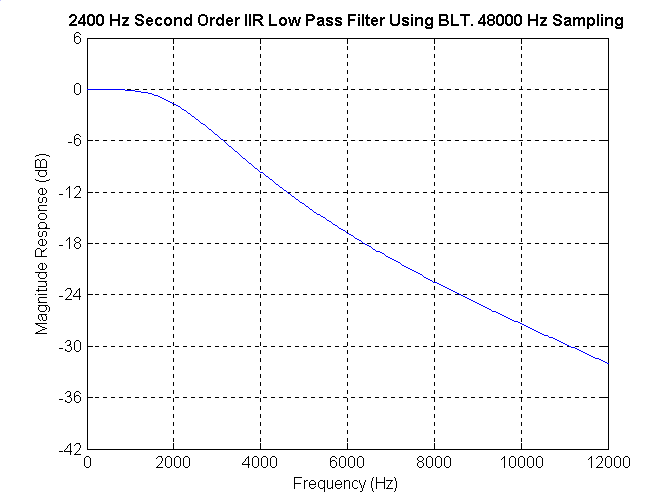 2400 Hz Second Order IIR Low Pass Filter Using BLT. 48000 Hz Sampling
6
0
-6
-12
-18
-24
-30
-36
-42
Magnitude Response (dB)
0 2000 4000 6000 8000 10000 12000
Frequency (Hz)